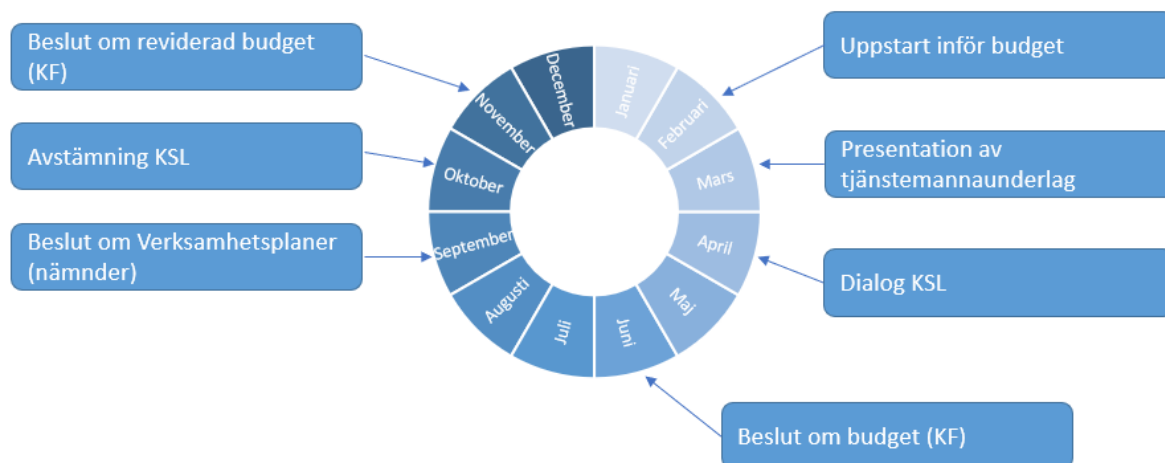 Beslut om reviderad budget
(KF)
Avstämning KSL
Beslut om Verksamhetsplaner
(nämnder)
Januari
Februari
Mars
April
Maj
Juni
Juli
Augusti
September
Oktober
November
December
Uppstart inför budget
Presentation av
tjänstemannaunderlag
Dialog KSL
Beslut om budget (KF)